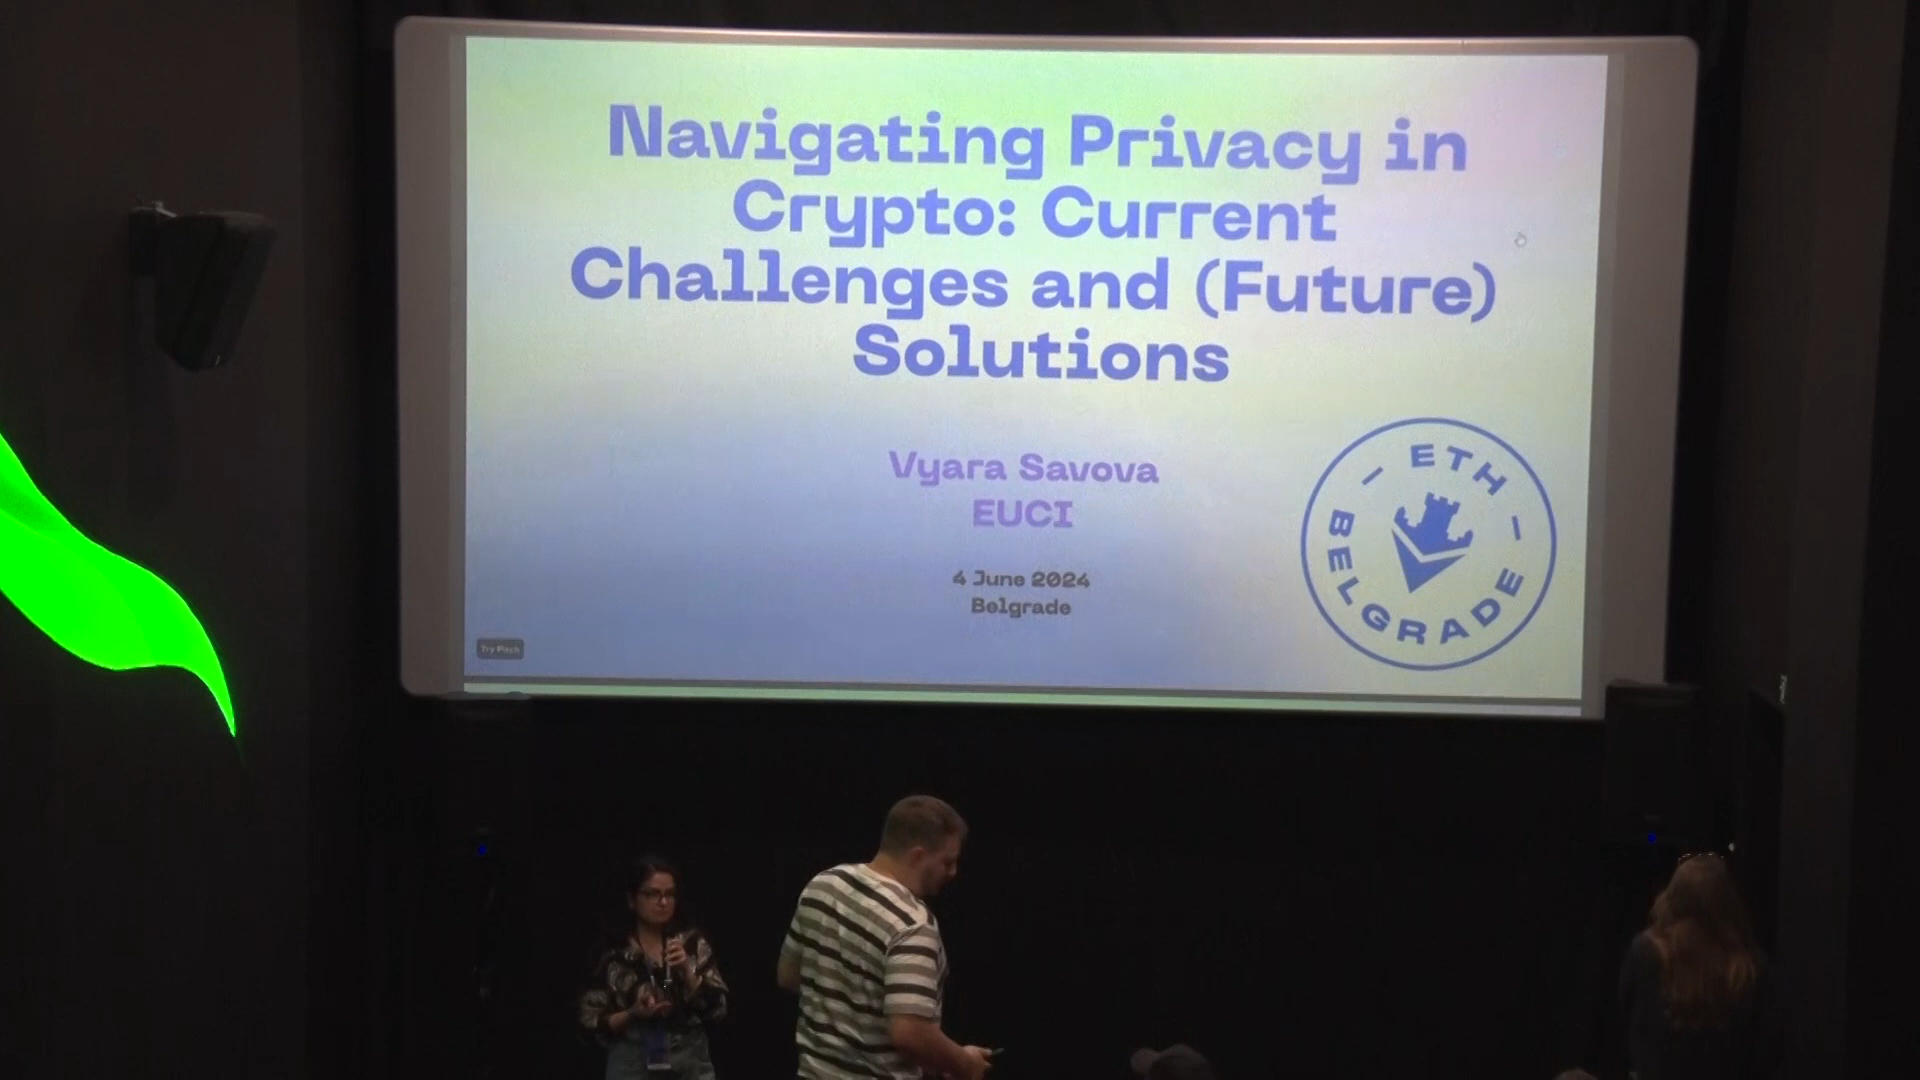 Navigating Privacy in
Crypto: Current
Challenges and (Future)
Solutions
Vyara Savova
EUCI
4 June 2024
Belgrade
ETH
BELGRADE
Try Pitch